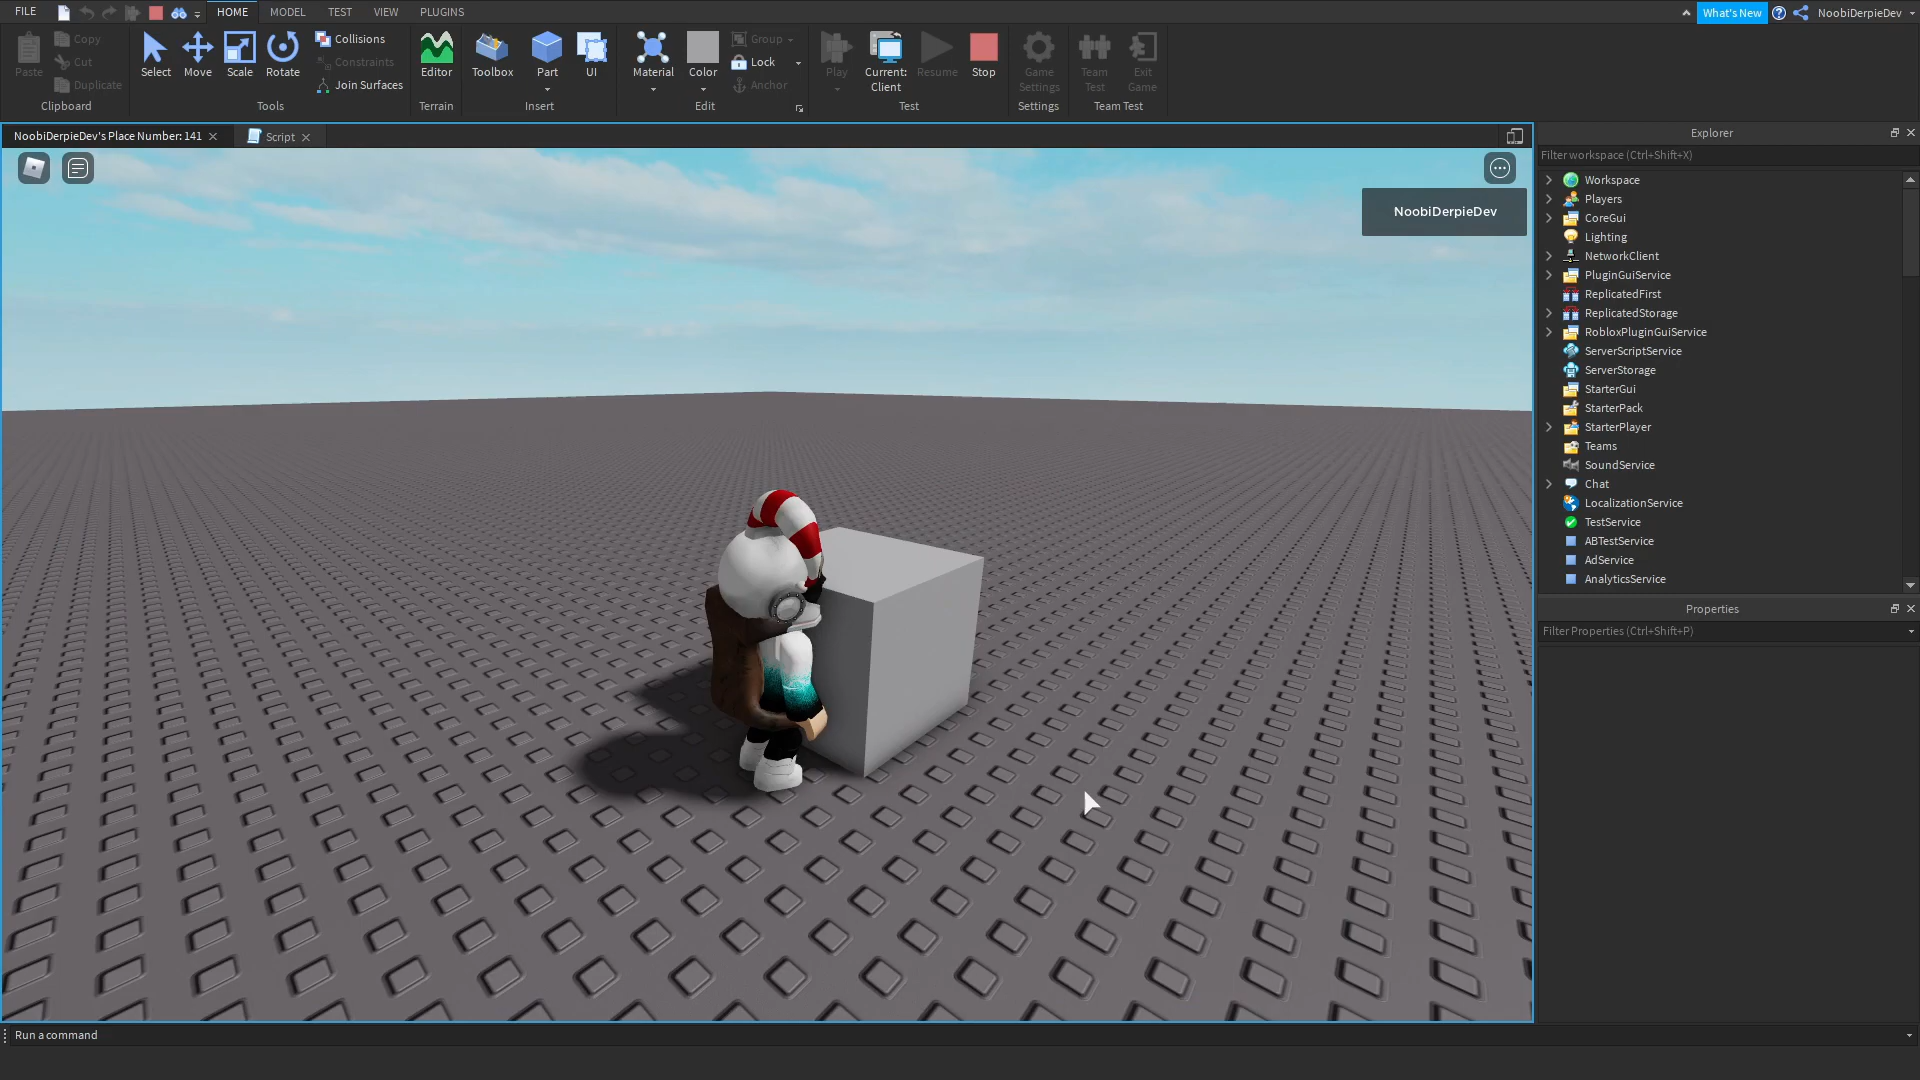 FILE HOME MODEL TEST VIEW PLUGINS What's New NoobiDerpieDev
Paste Copy Cut Duplicate
Clipboard
Select Move Scale Rotate Collisions Constraints Join Surfaces
Tools
Editor
Terrain
Toolbox Part UI
Insert
Material Color Group Lock Anchor
Edit
Play Current: Client Resume Stop
Test
Game Settings
Settings
Team Test Exit Game
Team Test
NoobiDerpieDev's Place Number: 141
Script
NoobiDerpieDev
Explorer
Filter workspace (Ctrl+Shift+X)
Workspace
Players
CoreGui
Lighting
NetworkClient
PluginGuiService
ReplicatedFirst
ReplicatedStorage
RobloxPluginGuiService
ServerScriptService
ServerStorage
StarterGui
StarterPack
StarterPlayer
Teams
SoundService
Chat
LocalizationService
TestService
ABTestService
AdService
AnalyticsService
Properties
Filter Properties (Ctrl+Shift+P)
Run a command